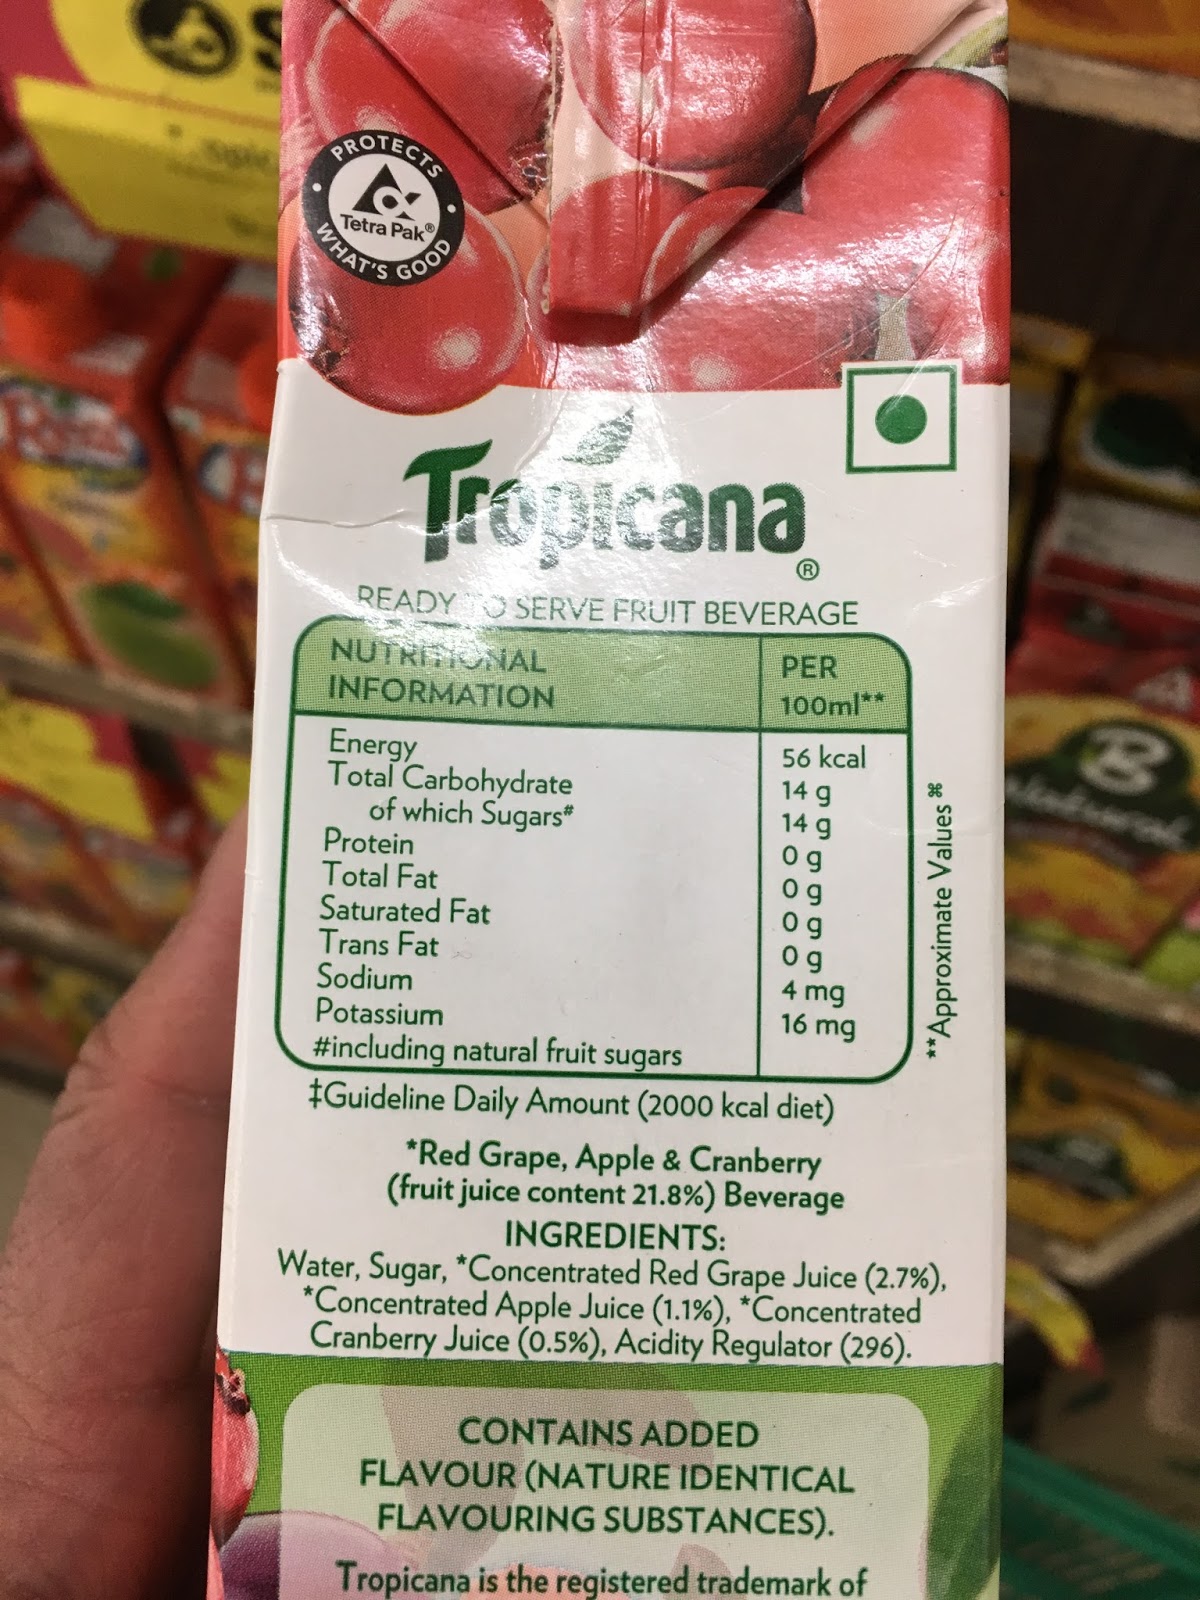 PROTECTS
Tetra Pak®
WHAT'S GOOD
Tropicana®
READY TO SERVE FRUIT BEVERAGE
NUTRITIONAL INFORMATION PER 100ml**
Energy 56 kcal
Total Carbohydrate 14 g
of which Sugars# 14 g
Protein 0 g
Total Fat 0 g
Saturated Fat 0 g
Trans Fat 0 g
Sodium 4 mg
Potassium 16 mg
#including natural fruit sugars
**Approximate Values⌘
‡Guideline Daily Amount (2000 kcal diet)
*Red Grape, Apple & Cranberry
(fruit juice content 21.8%) Beverage
INGREDIENTS:
Water, Sugar, *Concentrated Red Grape Juice (2.7%),
*Concentrated Apple Juice (1.1%), *Concentrated
Cranberry Juice (0.5%), Acidity Regulator (296).
CONTAINS ADDED
FLAVOUR (NATURE IDENTICAL
FLAVOURING SUBSTANCES).
Tropicana is the registered trademark of
B
Natural